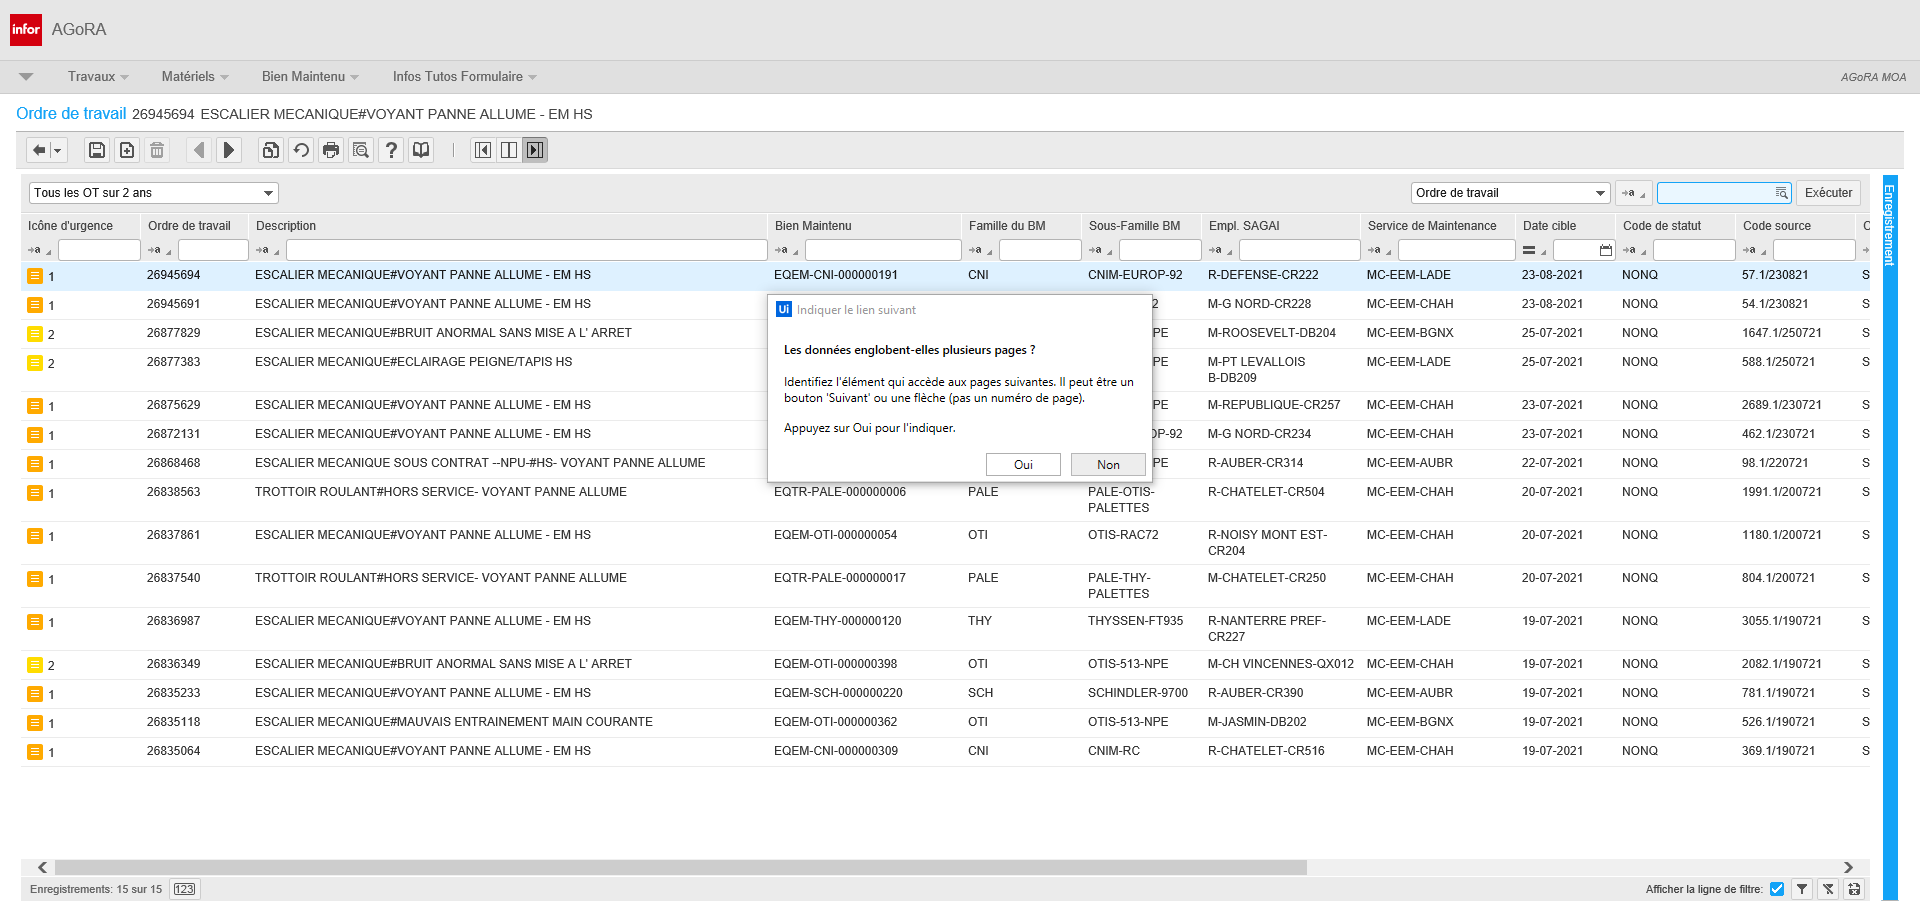 infor AGoRA
Travaux Matériels Bien Maintenu Infos Tutos Formulaire AGoRA MOA
Ordre de travail 26945694 ESCALIER MECANIQUE#VOYANT PANNE ALLUME - EM HS
Tous les OT sur 2 ans Ordre de travail Exécuter
Enregistrement
Icône d'urgence Ordre de travail Description Bien Maintenu Famille du BM Sous-Famille BM Empl. SAGAI Service de Maintenance Date cible Code de statut Code source C
1 26945694 ESCALIER MECANIQUE#VOYANT PANNE ALLUME - EM HS EQEM-CNI-000000191 CNI CNIM-EUROP-92 R-DEFENSE-CR222 MC-EEM-LADE 23-08-2021 NONQ 57.1/230821 S
1 26945691 ESCALIER MECANIQUE#VOYANT PANNE ALLUME - EM HS 2 M-G NORD-CR228 MC-EEM-CHAH 23-08-2021 NONQ 54.1/230821 S
2 26877829 ESCALIER MECANIQUE#BRUIT ANORMAL SANS MISE A L' ARRET PE M-ROOSEVELT-DB204 MC-EEM-BGNX 25-07-2021 NONQ 1647.1/250721 S
2 26877383 ESCALIER MECANIQUE#ECLAIRAGE PEIGNE/TAPIS HS PE M-PT LEVALLOIS MC-EEM-LADE 25-07-2021 NONQ 588.1/250721 S
B-DB209
1 26875629 ESCALIER MECANIQUE#VOYANT PANNE ALLUME - EM HS PE M-REPUBLIQUE-CR257 MC-EEM-CHAH 23-07-2021 NONQ 2689.1/230721 S
1 26872131 ESCALIER MECANIQUE#VOYANT PANNE ALLUME - EM HS OP-92 M-G NORD-CR234 MC-EEM-CHAH 23-07-2021 NONQ 462.1/230721 S
1 26868468 ESCALIER MECANIQUE SOUS CONTRAT --NPU-#HS- VOYANT PANNE ALLUME PE R-AUBER-CR314 MC-EEM-AUBR 22-07-2021 NONQ 98.1/220721 S
1 26838563 TROTTOIR ROULANT#HORS SERVICE- VOYANT PANNE ALLUME EQTR-PALE-000000006 PALE PALE-OTIS- R-CHATELET-CR504 MC-EEM-CHAH 20-07-2021 NONQ 1991.1/200721 S
PALETTES
1 26837861 ESCALIER MECANIQUE#VOYANT PANNE ALLUME - EM HS EQEM-OTI-000000054 OTI OTIS-RAC72 R-NOISY MONT EST- MC-EEM-CHAH 20-07-2021 NONQ 1180.1/200721 S
CR204
1 26837540 TROTTOIR ROULANT#HORS SERVICE- VOYANT PANNE ALLUME EQTR-PALE-000000017 PALE PALE-THY- M-CHATELET-CR250 MC-EEM-CHAH 20-07-2021 NONQ 804.1/200721 S
PALETTES
1 26836987 ESCALIER MECANIQUE#VOYANT PANNE ALLUME - EM HS EQEM-THY-000000120 THY THYSSEN-FT935 R-NANTERRE PREF- MC-EEM-LADE 19-07-2021 NONQ 3055.1/190721 S
CR227
2 26836349 ESCALIER MECANIQUE#BRUIT ANORMAL SANS MISE A L' ARRET EQEM-OTI-000000398 OTI OTIS-513-NPE M-CH VINCENNES-QX012 MC-EEM-CHAH 19-07-2021 NONQ 2082.1/190721 S
1 26835233 ESCALIER MECANIQUE#VOYANT PANNE ALLUME - EM HS EQEM-SCH-000000220 SCH SCHINDLER-9700 R-AUBER-CR390 MC-EEM-AUBR 19-07-2021 NONQ 781.1/190721 S
1 26835118 ESCALIER MECANIQUE#MAUVAIS ENTRAINEMENT MAIN COURANTE EQEM-OTI-000000362 OTI OTIS-513-NPE M-JASMIN-DB202 MC-EEM-BGNX 19-07-2021 NONQ 526.1/190721 S
1 26835064 ESCALIER MECANIQUE#VOYANT PANNE ALLUME - EM HS EQEM-CNI-000000309 CNI CNIM-RC R-CHATELET-CR516 MC-EEM-CHAH 19-07-2021 NONQ 369.1/190721 S
Ui Indiquer le lien suivant
Les données englobent-elles plusieurs pages ?
Identifiez l'élément qui accède aux pages suivantes. Il peut être un
bouton 'Suivant' ou une flèche (pas un numéro de page).
Appuyez sur Oui pour l'indiquer.
Oui Non
Enregistrements: 15 sur 15 123 Afficher la ligne de filtre: